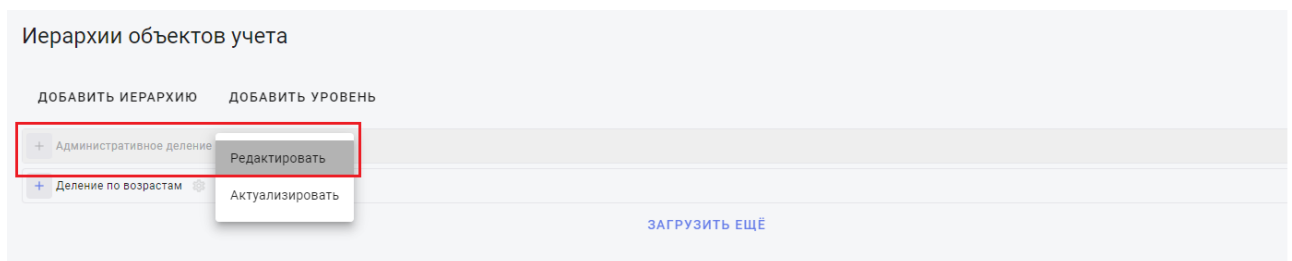 Иерархии объектов учета
ДОБАВИТЬ ИЕРАРХИЮ ДОБАВИТЬ УРОВЕНЬ
+ Административное деление
Редактировать
+ Деление по возрастам
Актуализировать
ЗАГРУЗИТЬ ЕЩЁ